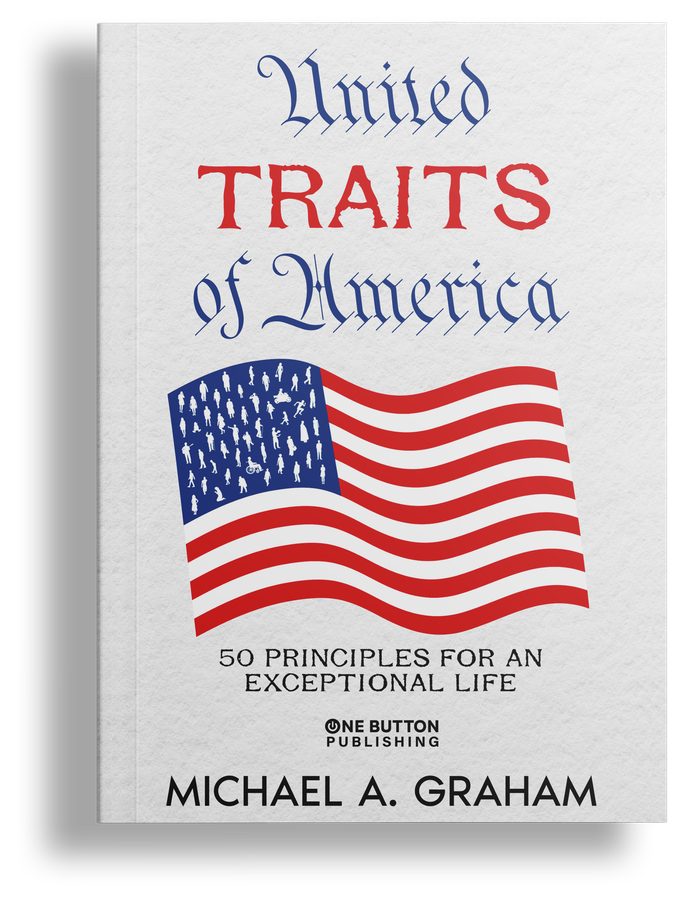 United
TRAITS
of America
50 PRINCIPLES FOR AN
EXCEPTIONAL LIFE
ONE BUTTON
PUBLISHING
MICHAEL A. GRAHAM